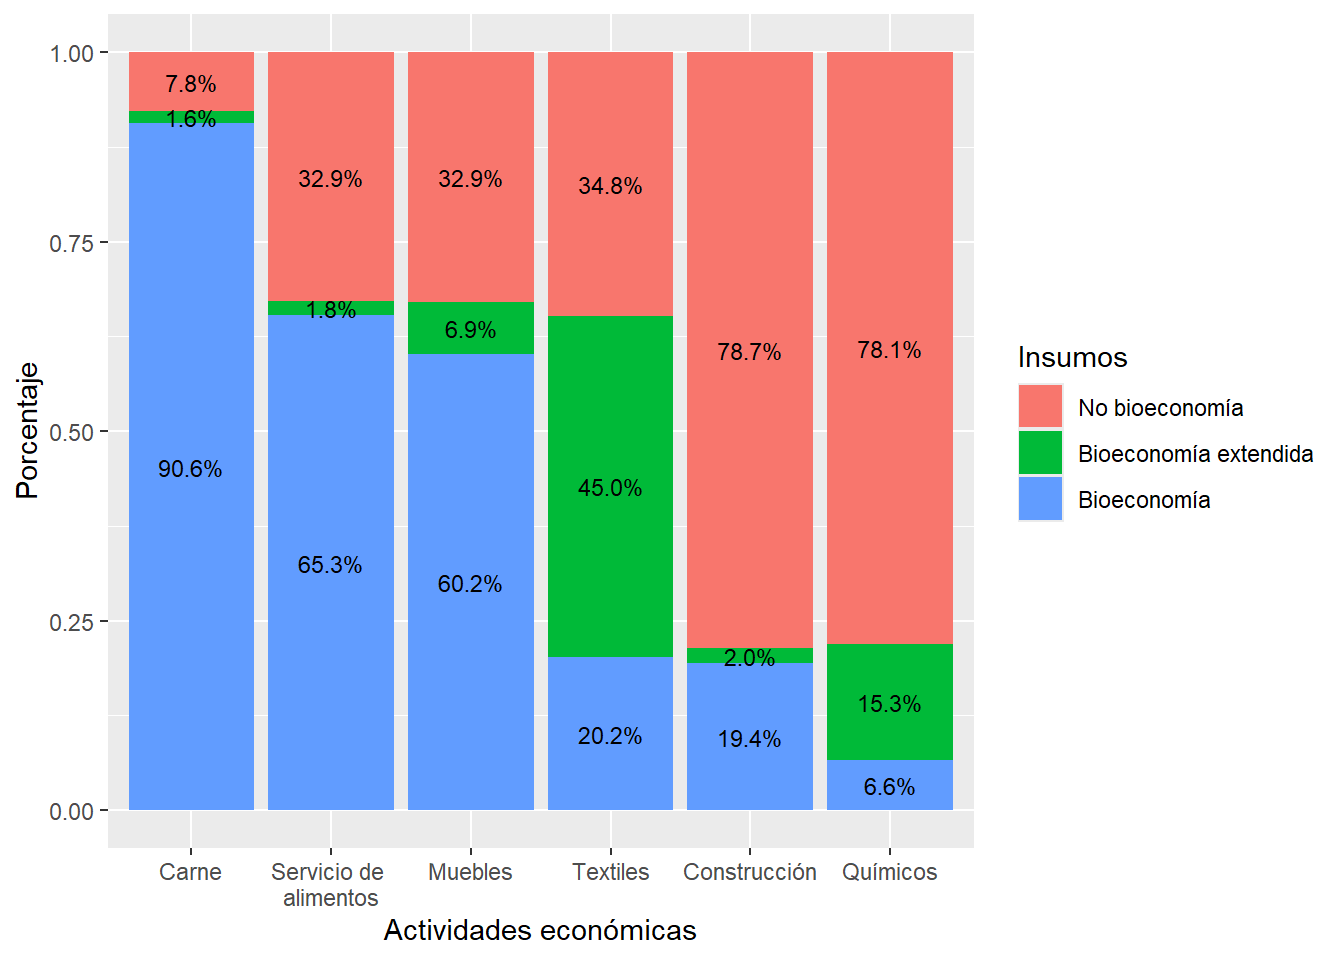 1.00
0.75
0.50
0.25
0.00
Porcentaje
7.8%
1.6%
90.6%
32.9%
1.8%
65.3%
32.9%
6.9%
60.2%
34.8%
45.0%
20.2%
78.7%
2.0%
19.4%
78.1%
15.3%
6.6%
Carne
Servicio de
alimentos
Muebles
Textiles
Construcción
Químicos
Actividades económicas
Insumos
No bioeconomía
Bioeconomía extendida
Bioeconomía